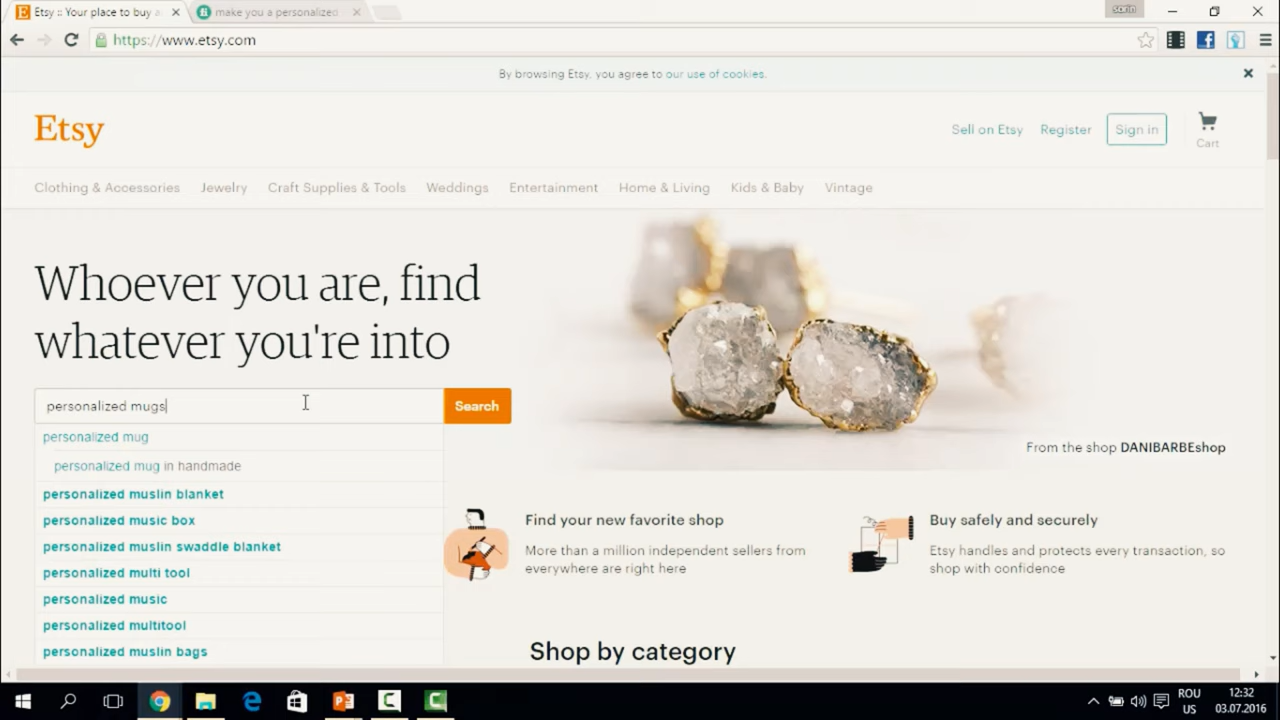 Etsy :: Your place to buy a
make you a personalized
sorin
https://www.etsy.com
By browsing Etsy, you agree to our use of cookies.
Etsy
Sell on Etsy
Register
Sign in
Cart
Clothing & Accessories
Jewelry
Craft Supplies & Tools
Weddings
Entertainment
Home & Living
Kids & Baby
Vintage
Whoever you are, find
whatever you're into
personalized mugs
Search
personalized mug
personalized mug in handmade
personalized muslin blanket
personalized music box
personalized muslin swaddle blanket
personalized multi tool
personalized music
personalized multitool
personalized muslin bags
From the shop DANIBARBEshop
Find your new favorite shop
More than a million independent sellers from
everywhere are right here
Buy safely and securely
Etsy handles and protects every transaction, so
shop with confidence
Shop by category
ROU
US
12:32
03.07.2016